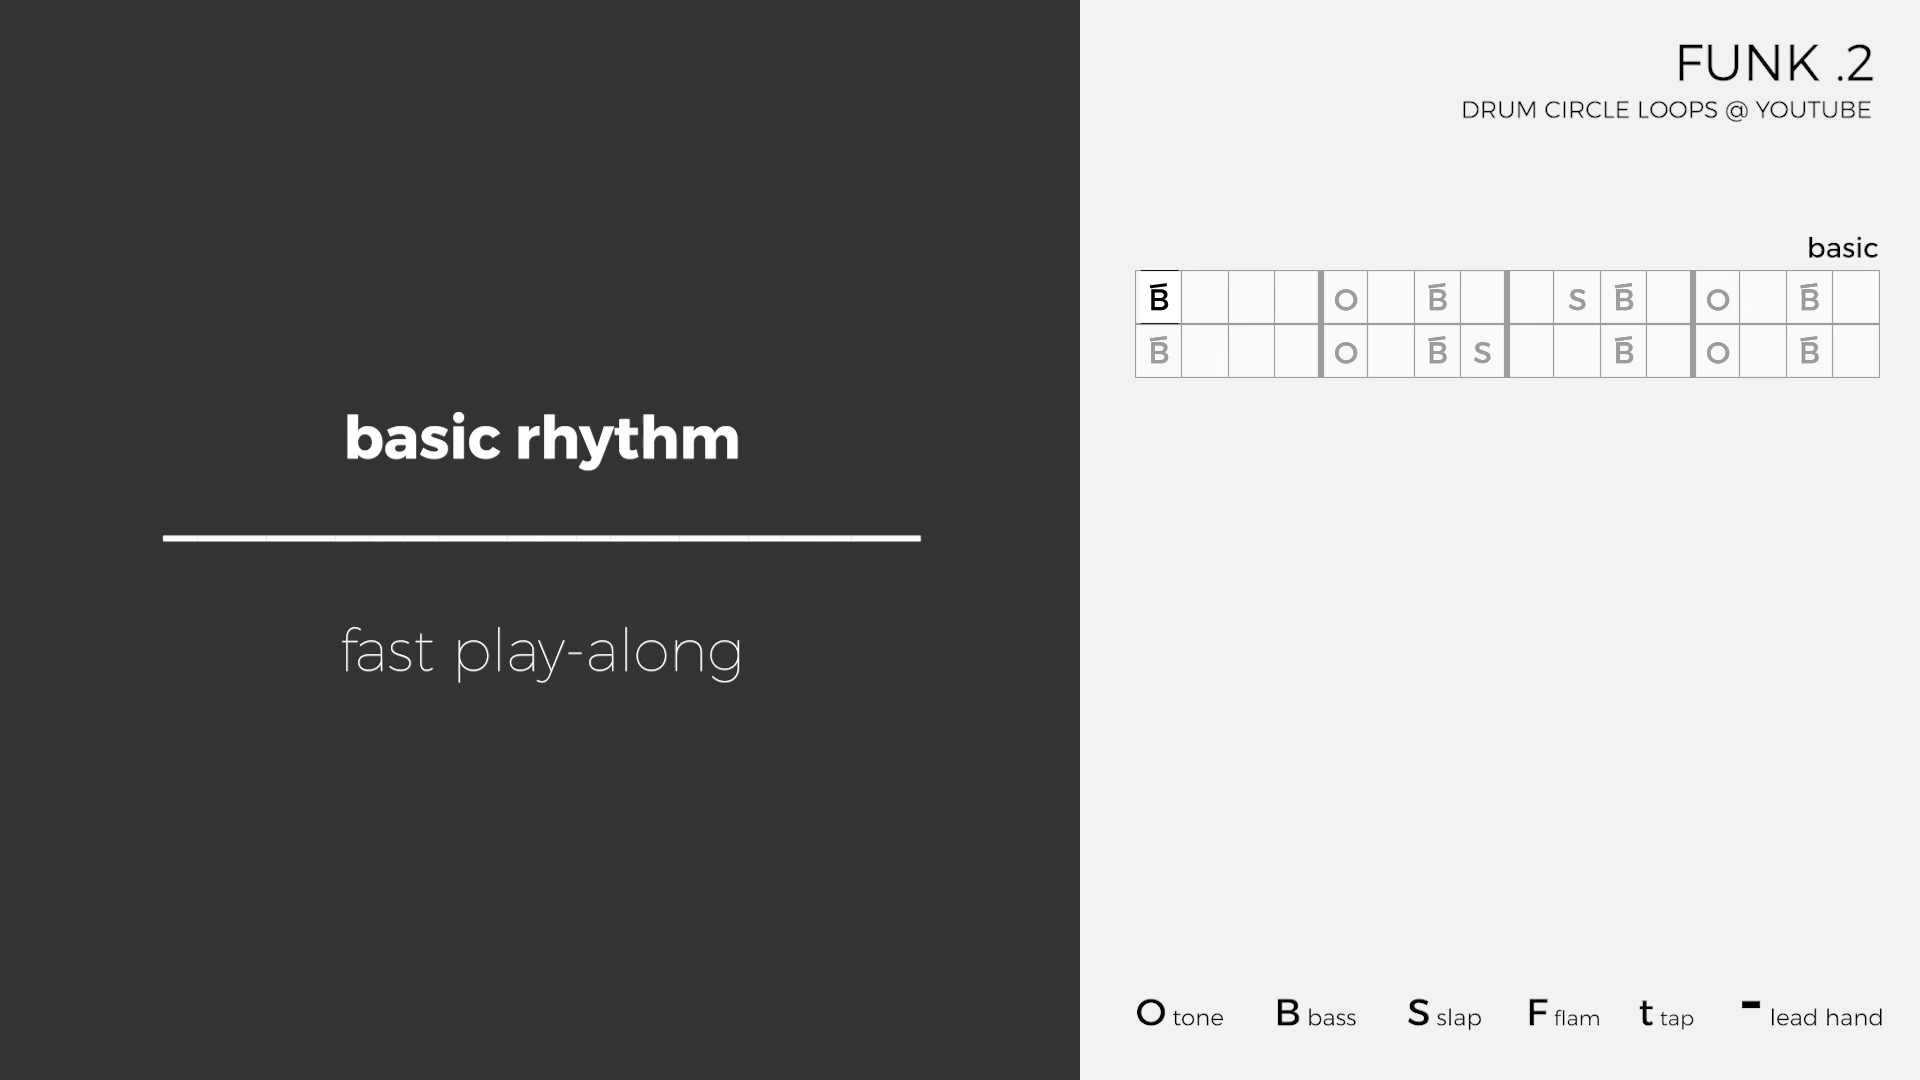 basic rhythm
fast play-along
FUNK .2
DRUM CIRCLE LOOPS @ YOUTUBE
basic
B̄ O B̄ S B̄ O B̄
B̄ O B̄ S B̄ O B̄
O tone B bass S slap F flam t tap - lead hand